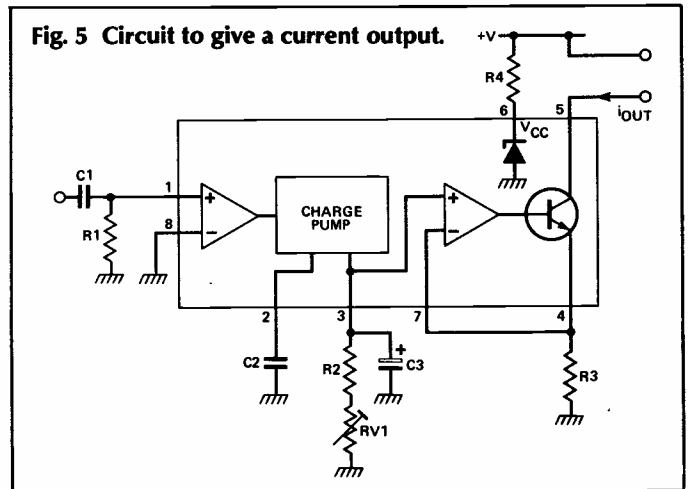 Fig. 5 Circuit to give a current output.
+V
R4
6
5
iOUT
VCC
C1
1
+
8
−
R1
CHARGE
PUMP
+
−
2
3
7
4
C2
R2
+
C3
R3
RV1